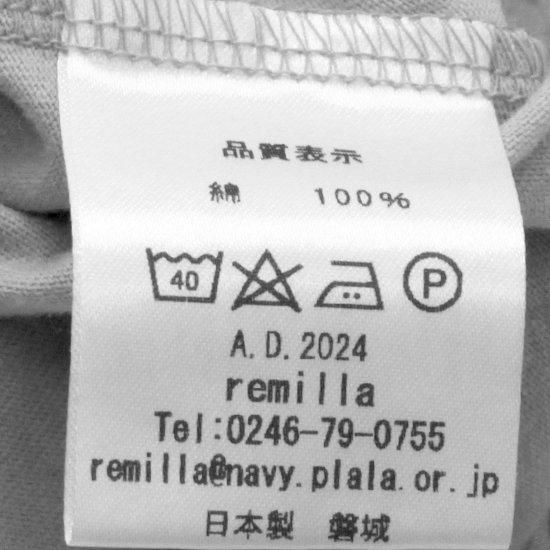 品質表示
綿 100%
40 P
A.D.2024
remilla
Tel:0246-79-0755
remilla@navy.plala.or.jp
日本製 磐城